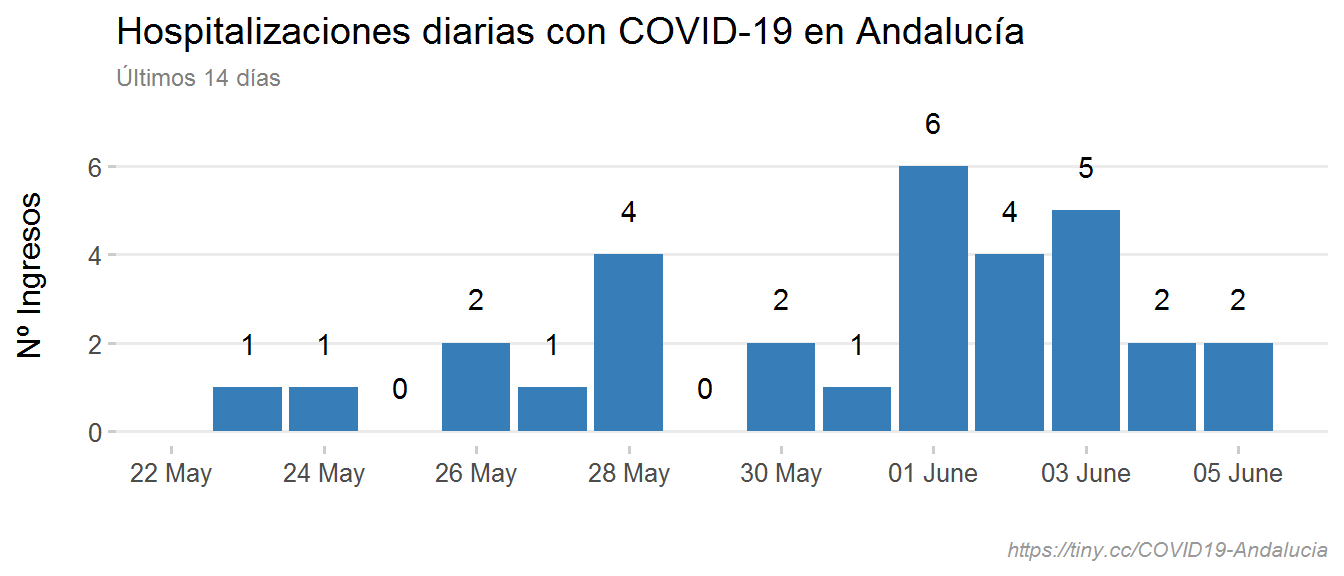 Hospitalizaciones diarias con COVID-19 en Andalucía
Últimos 14 días
Nº Ingresos
6
4
2
0
1
1
0
2
1
4
0
2
1
6
4
5
2
2
22 May
24 May
26 May
28 May
30 May
01 June
03 June
05 June
https://tiny.cc/COVID19-Andalucia